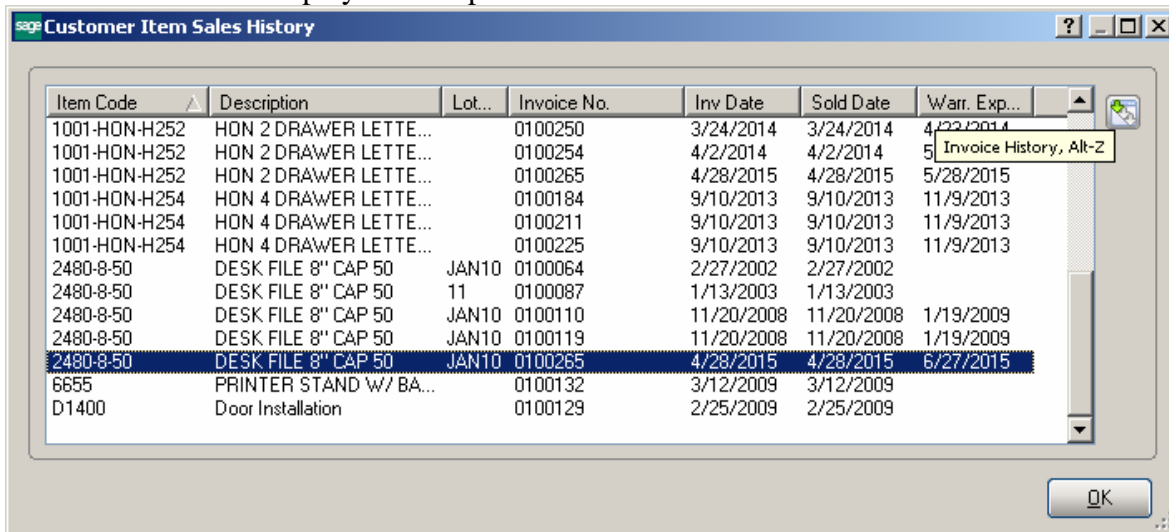 sage Customer Item Sales History
Item Code Description Lot... Invoice No. Inv Date Sold Date Warr. Exp...
1001-HON-H252 HON 2 DRAWER LETTE... 0100250 3/24/2014 3/24/2014 4/23/2014
1001-HON-H252 HON 2 DRAWER LETTE... 0100254 4/2/2014 4/2/2014 5
Invoice History, Alt-Z
1001-HON-H252 HON 2 DRAWER LETTE... 0100265 4/28/2015 4/28/2015 5/28/2015
1001-HON-H254 HON 4 DRAWER LETTE... 0100184 9/10/2013 9/10/2013 11/9/2013
1001-HON-H254 HON 4 DRAWER LETTE... 0100211 9/10/2013 9/10/2013 11/9/2013
1001-HON-H254 HON 4 DRAWER LETTE... 0100225 9/10/2013 9/10/2013 11/9/2013
2480-8-50 DESK FILE 8" CAP 50 JAN10 0100064 2/27/2002 2/27/2002
2480-8-50 DESK FILE 8" CAP 50 11 0100087 1/13/2003 1/13/2003
2480-8-50 DESK FILE 8" CAP 50 JAN10 0100110 11/20/2008 11/20/2008 1/19/2009
2480-8-50 DESK FILE 8" CAP 50 JAN10 0100119 11/20/2008 11/20/2008 1/19/2009
2480-8-50 DESK FILE 8" CAP 50 JAN10 0100265 4/28/2015 4/28/2015 6/27/2015
6655 PRINTER STAND W/ BA... 0100132 3/12/2009 3/12/2009
D1400 Door Installation 0100129 2/25/2009 2/25/2009
OK